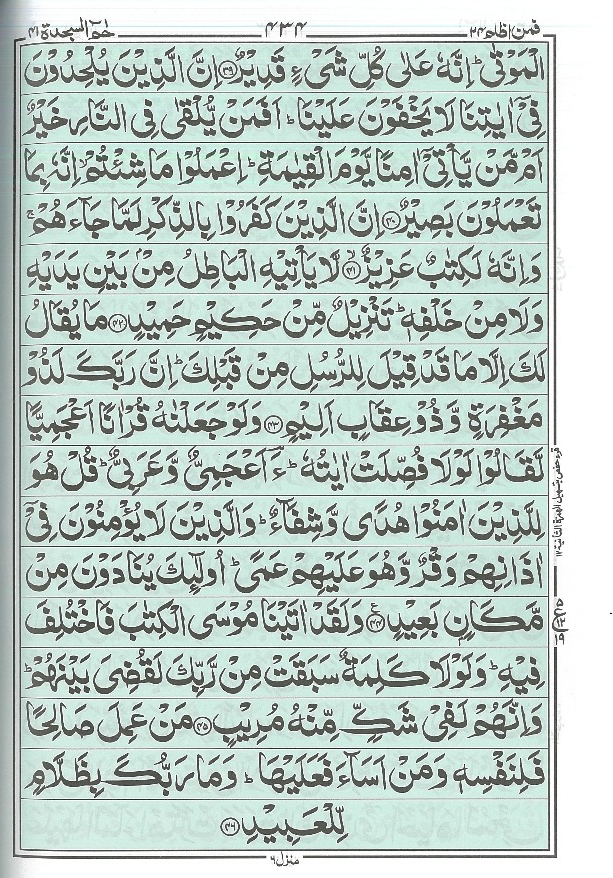 فمن اظلم ٢٤
٤٣٤
حٰمٓ السجدة ٤١
الْمَوْتٰی ؕ اِنَّهٗ عَلٰی كُلِّ شَیْءٍ قَدِیْرٌ ﴿۳۹﴾ اِنَّ الَّذِیْنَ یُلْحِدُوْنَ
فِیْۤ اٰیٰتِنَا لَا یَخْفَوْنَ عَلَیْنَا ؕ اَفَمَنْ یُّلْقٰی فِی النَّارِ خَیْرٌ
اَمْ مَّنْ یَّاْتِیْۤ اٰمِنًا یَّوْمَ الْقِیٰمَةِ ؕ اِعْمَلُوْا مَا شِئْتُمْ ۙ اِنَّهٗ بِمَا
تَعْمَلُوْنَ بَصِیْرٌ ﴿۴۰﴾ اِنَّ الَّذِیْنَ كَفَرُوْا بِالذِّكْرِ لَمَّا جَآءَهُمْ ۚ
وَ اِنَّهٗ لَكِتٰبٌ عَزِیْزٌ ﴿۴۱﴾ لَّا یَاْتِیْهِ الْبَاطِلُ مِنْۢ بَیْنِ یَدَیْهِ
وَ لَا مِنْ خَلْفِهٖ ؕ تَنْزِیْلٌ مِّنْ حَكِیْمٍ حَمِیْدٍ ﴿۴۲﴾ مَا یُقَالُ
لَكَ اِلَّا مَا قَدْ قِیْلَ لِلرُّسُلِ مِنْ قَبْلِكَ ؕ اِنَّ رَبَّكَ لَذُوْ
مَغْفِرَةٍ وَّ ذُوْ عِقَابٍ اَلِیْمٍ ﴿۴۳﴾ وَ لَوْ جَعَلْنٰهُ قُرْاٰنًا اَعْجَمِیًّا
لَّقَالُوْا لَوْ لَا فُصِّلَتْ اٰیٰتُهٗ ؕ ءَاَعْجَمِیٌّ وَّ عَرَبِیٌّ ؕ قُلْ هُوَ
لِلَّذِیْنَ اٰمَنُوْا هُدًی وَّ شِفَآءٌ ؕ وَ الَّذِیْنَ لَا یُؤْمِنُوْنَ فِیْۤ
اٰذَانِهِمْ وَقْرٌ وَّ هُوَ عَلَیْهِمْ عَمًی ؕ اُولٰٓىِٕكَ یُنَادَوْنَ مِنْ
مَّكَانٍۭ بَعِیْدٍ ﴿۴۴﴾ ع وَ لَقَدْ اٰتَیْنَا مُوْسَی الْكِتٰبَ فَاخْتُلِفَ
فِیْهِ ؕ وَ لَوْ لَا كَلِمَةٌ سَبَقَتْ مِنْ رَّبِّكَ لَقُضِیَ بَیْنَهُمْ ؕ
وَ اِنَّهُمْ لَفِیْ شَكٍّ مِّنْهُ مُرِیْبٍ ﴿۴۵﴾ مَنْ عَمِلَ صَالِحًا
فَلِنَفْسِهٖ وَ مَنْ اَسَآءَ فَعَلَیْهَا ؕ وَ مَا رَبُّكَ بِظَلَّامٍ
لِّلْعَبِیْدِ ﴿۴۶﴾
منزل ٦